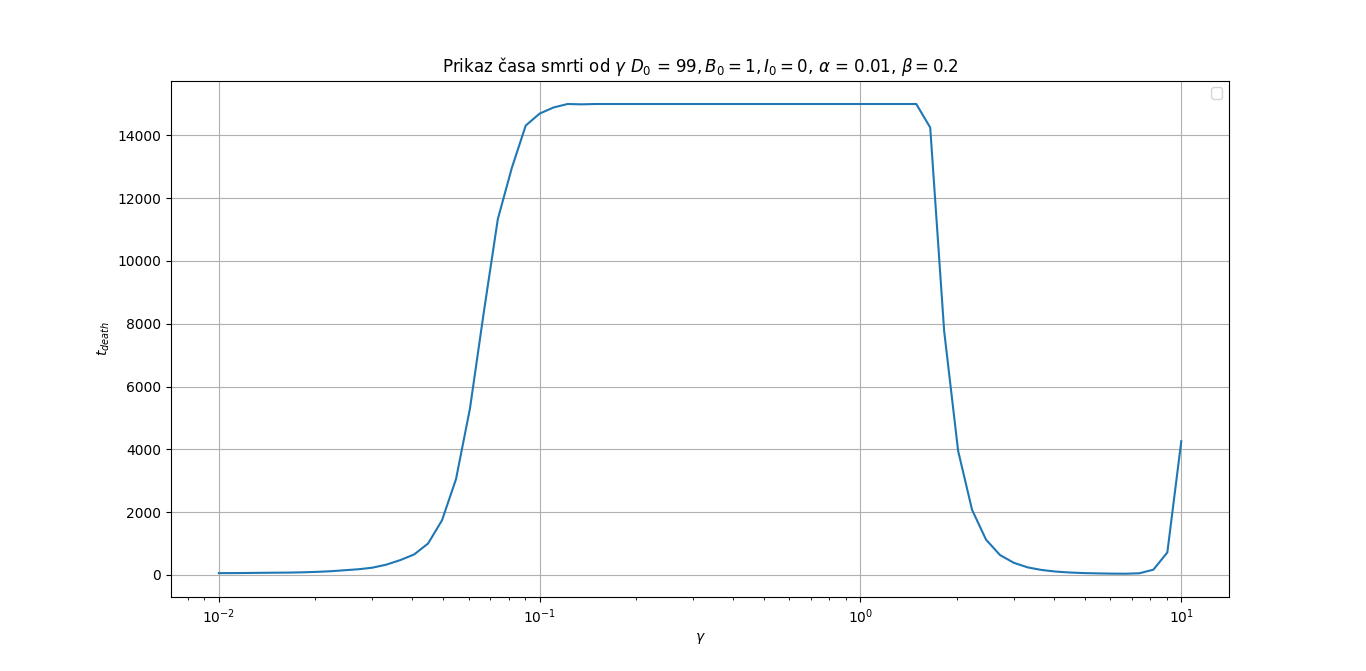 Prikaz časa smrti od γ D₀ = 99, B₀ = 1, I₀ = 0, α = 0.01, β = 0.2
14000
12000
10000
8000
6000
4000
2000
0
t_death
10⁻² 10⁻¹ 10⁰ 10¹
γ